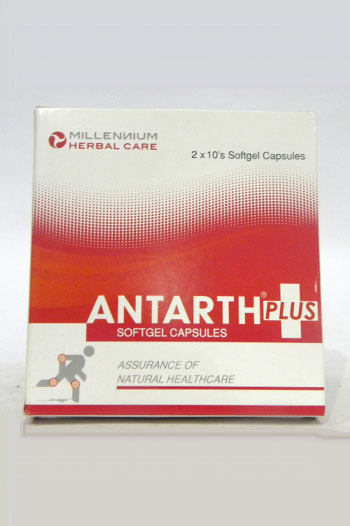 MILLENNIUM
HERBAL CARE
2 x 10's Softgel Capsules
ANTARTH® PLUS
SOFTGEL CAPSULES
ASSURANCE OF
NATURAL HEALTHCARE